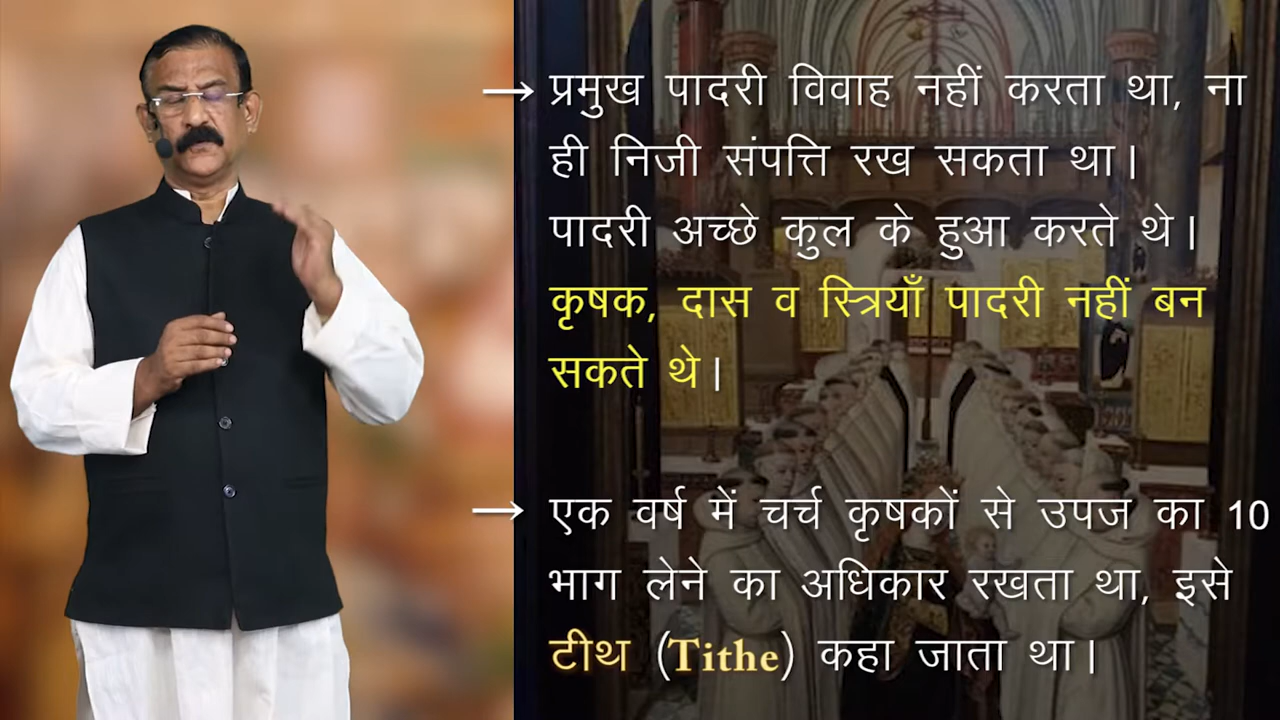 → प्रमुख पादरी विवाह नहीं करता था, ना
ही निजी संपत्ति रख सकता था।
पादरी अच्छे कुल के हुआ करते थे।
कृषक, दास व स्त्रियाँ पादरी नहीं बन
सकते थे।
→ एक वर्ष में चर्च कृषकों से उपज का 10
भाग लेने का अधिकार रखता था, इसे
टीथ (Tithe) कहा जाता था।